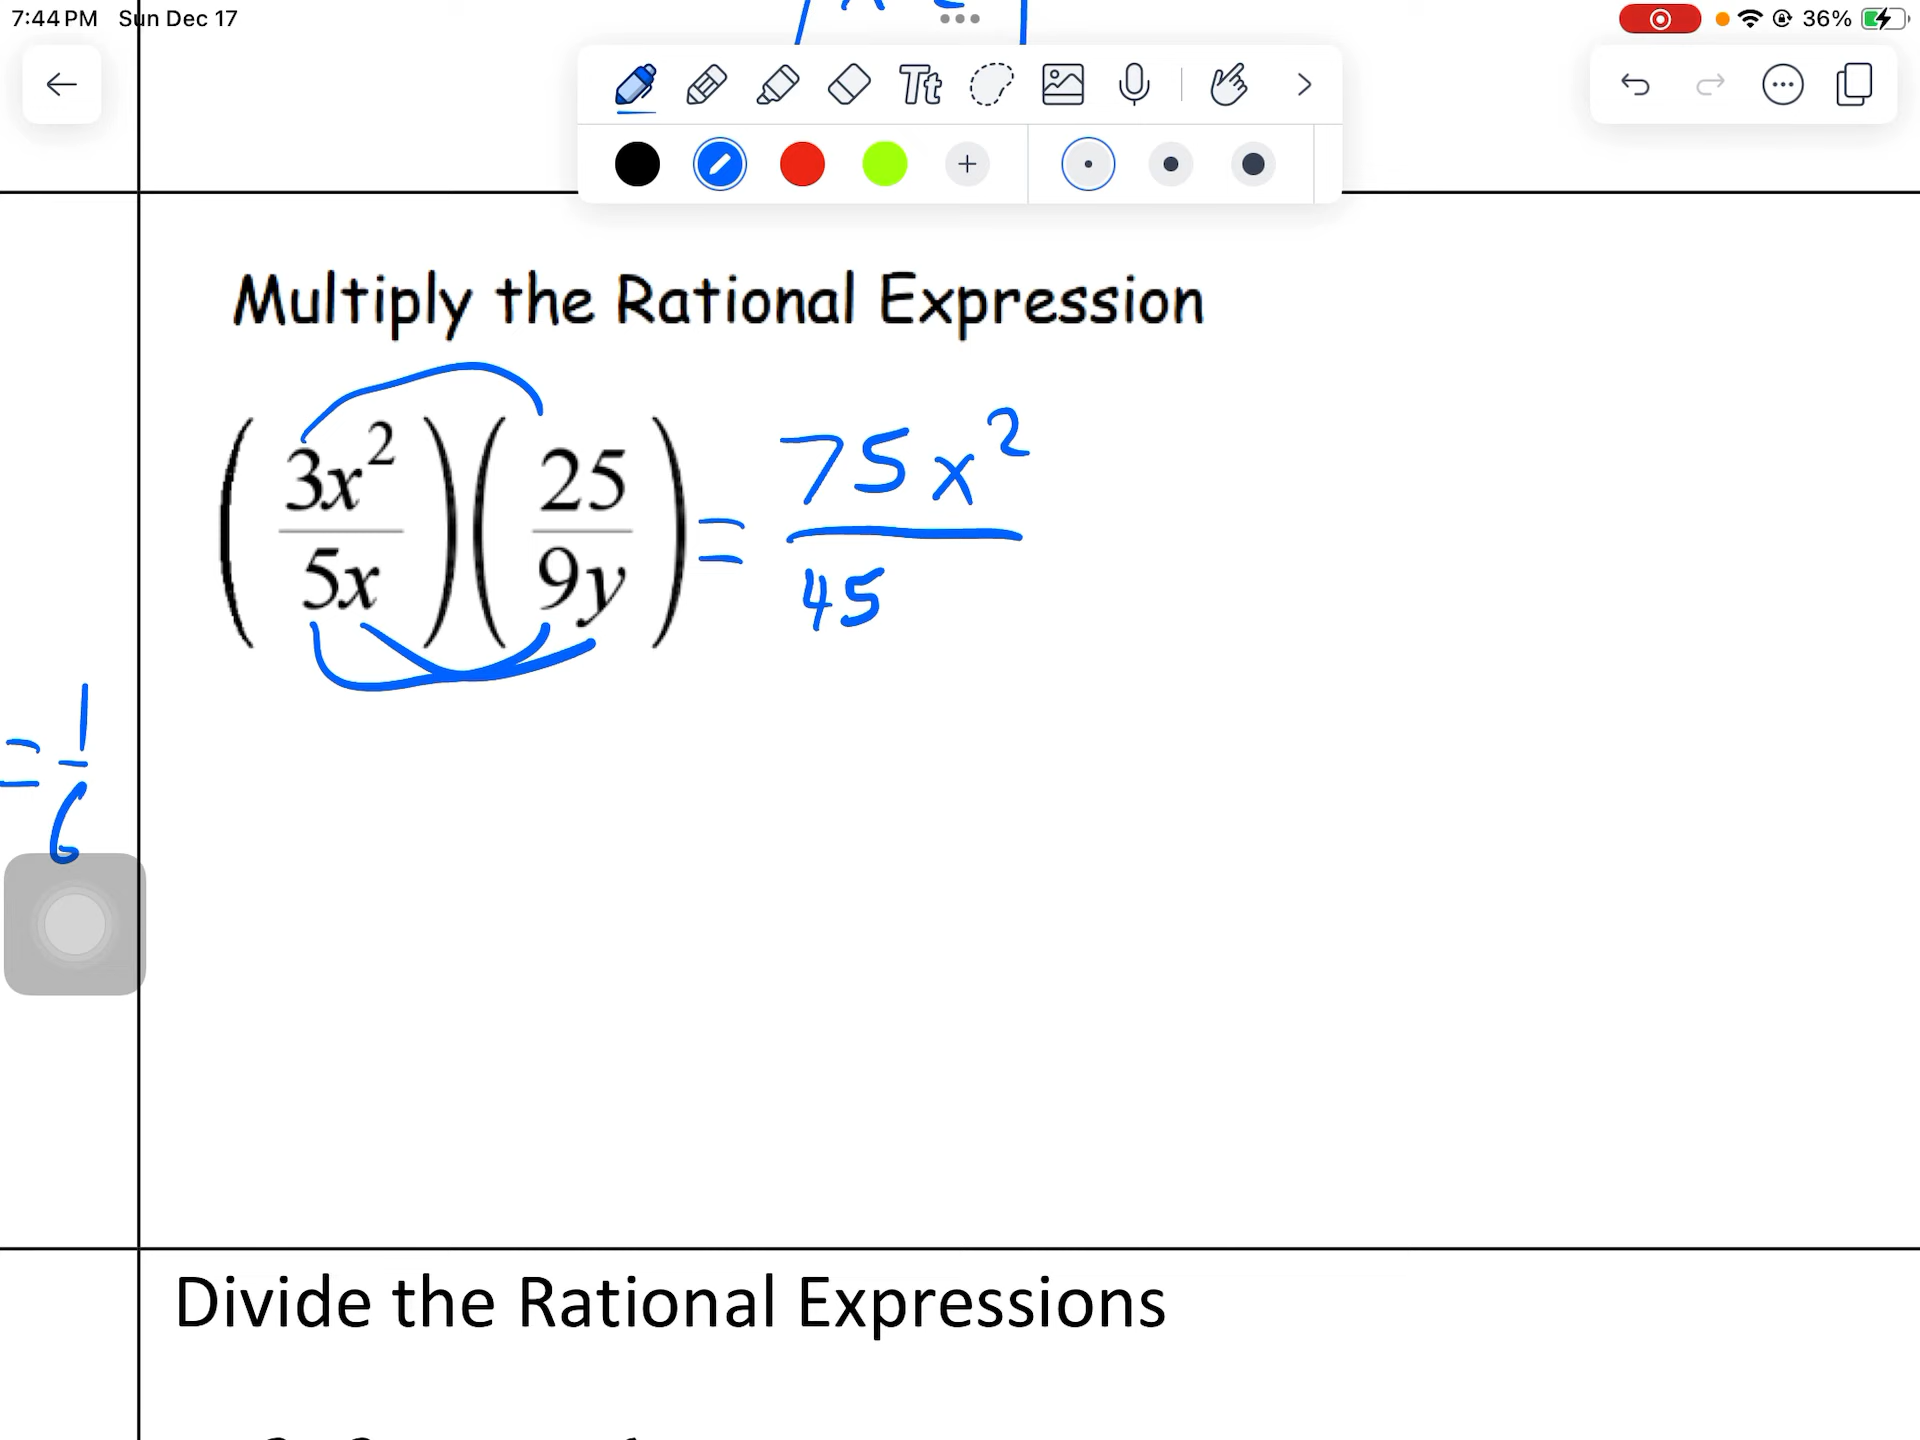 7:44 PM Sun Dec 17
36%
Tt
Multiply the Rational Expression
(3x²/5x)(25/9y) = 75x²/45
= 1/6
Divide the Rational Expressions